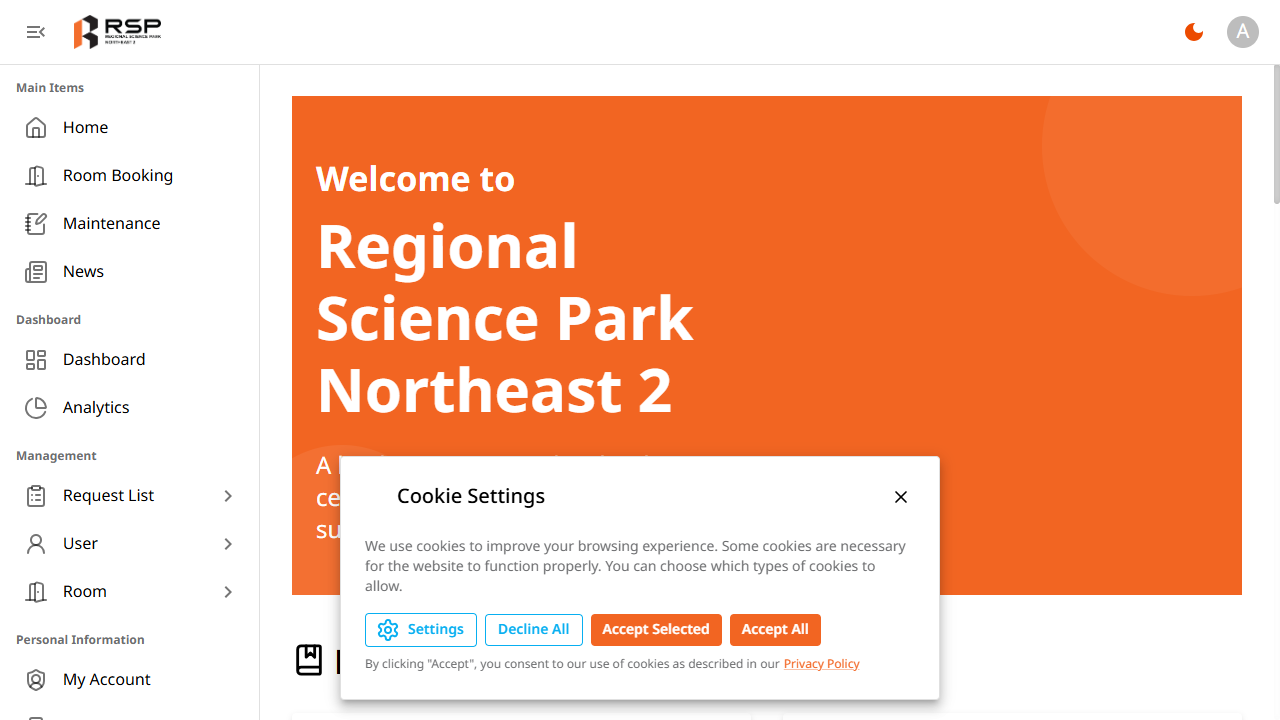 RSP
REGIONAL SCIENCE PARK
NORTHEAST 2
A
Main Items
Home
Room Booking
Maintenance
News
Dashboard
Dashboard
Analytics
Management
Request List
User
Room
Personal Information
My Account
Welcome to
Regional
Science Park
Northeast 2
A
ce
su
Cookie Settings
We use cookies to improve your browsing experience. Some cookies are necessary
for the website to function properly. You can choose which types of cookies to
allow.
Settings
Decline All
Accept Selected
Accept All
By clicking "Accept", you consent to our use of cookies as described in our Privacy Policy